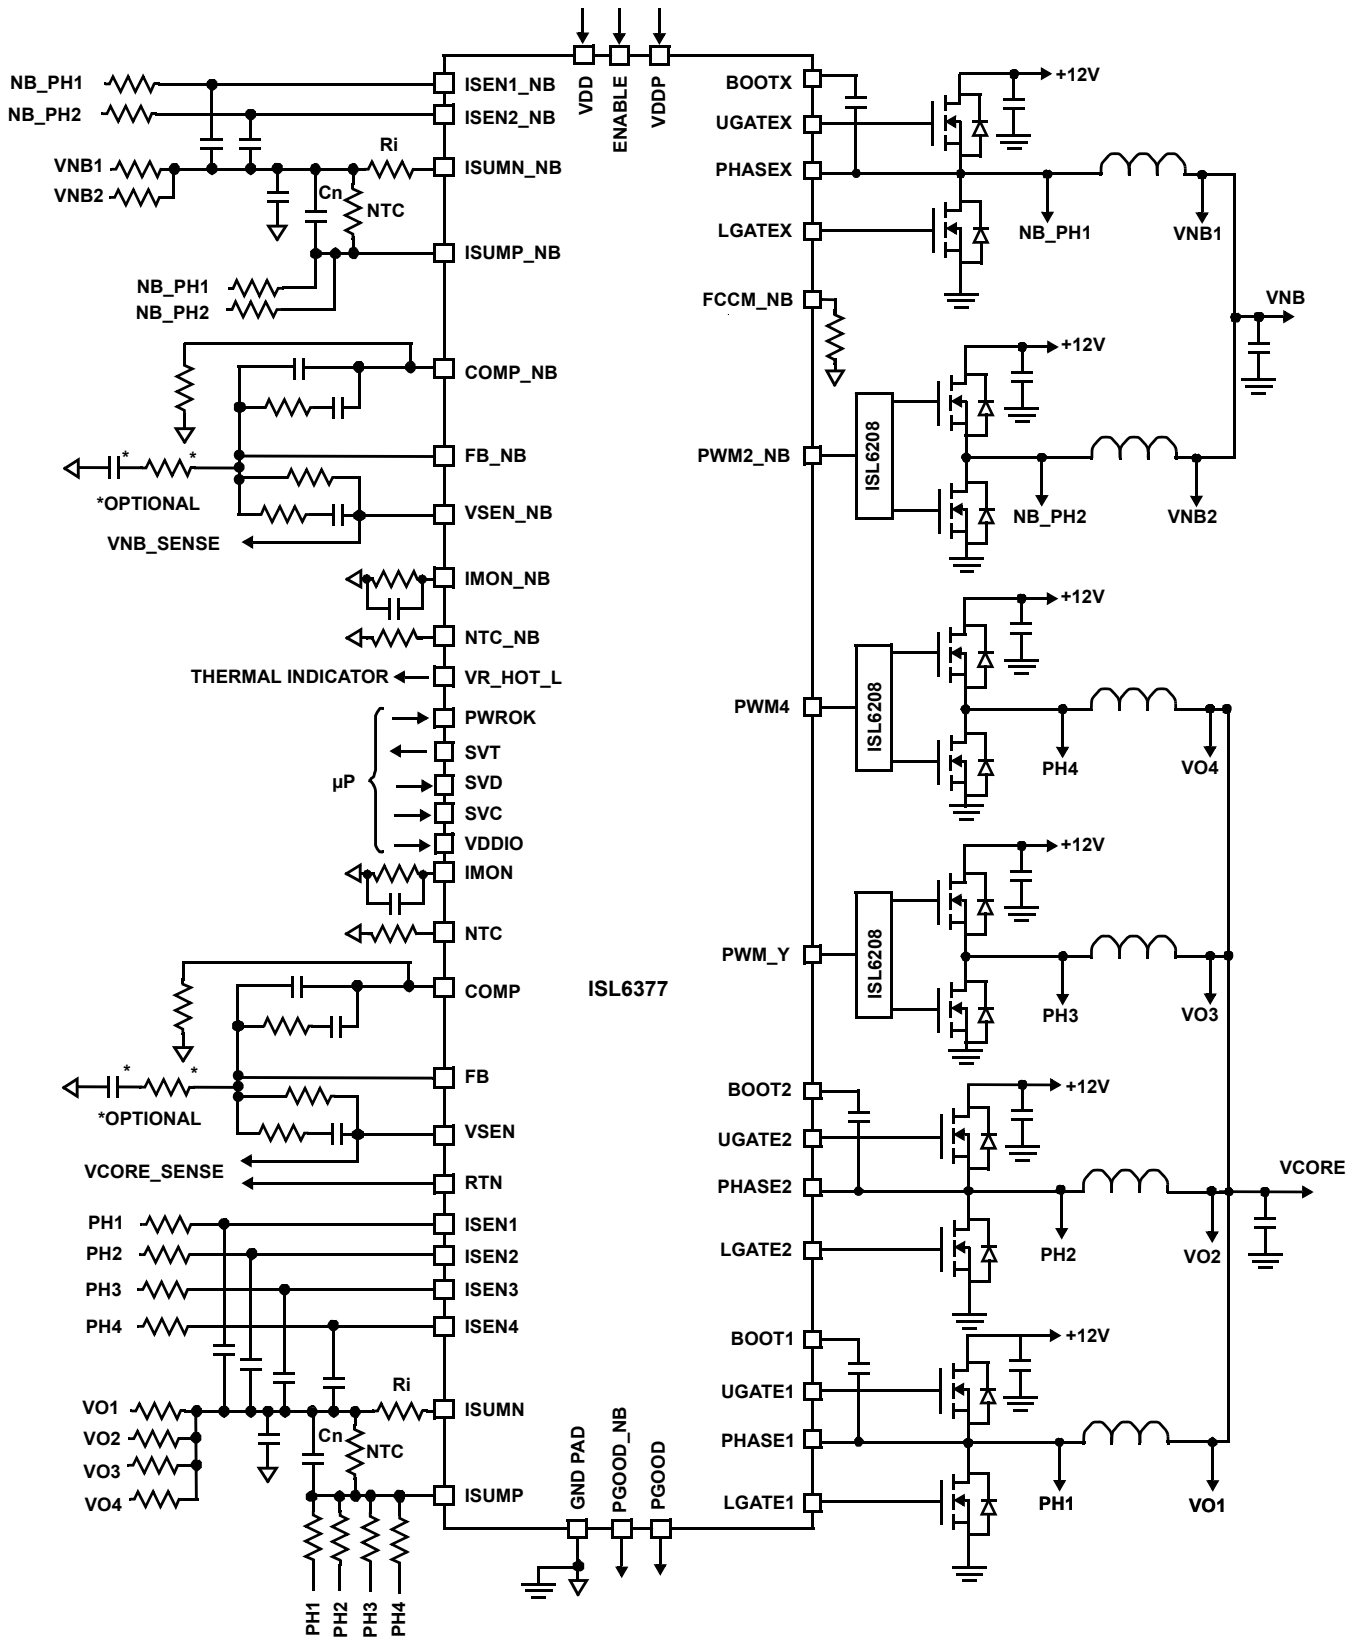 VDD
ENABLE
VDDP
NB_PH1
NB_PH2
VNB1
VNB2
Ri
Cn
NTC
NB_PH1
NB_PH2
ISEN1_NB
ISEN2_NB
ISUMN_NB
ISUMP_NB
COMP_NB
FB_NB
VSEN_NB
*
*
*OPTIONAL
VNB_SENSE
IMON_NB
NTC_NB
THERMAL INDICATOR
VR_HOT_L
µP
PWROK
SVT
SVD
SVC
VDDIO
IMON
NTC
COMP
FB
VSEN
*
*
*OPTIONAL
VCORE_SENSE
RTN
PH1
PH2
PH3
PH4
ISEN1
ISEN2
ISEN3
ISEN4
VO1
VO2
VO3
VO4
Ri
Cn
NTC
ISUMN
ISUMP
PH1
PH2
PH3
PH4
GND PAD
PGOOD_NB
PGOOD
ISL6377
BOOTX
UGATEX
PHASEX
LGATEX
FCCM_NB
+12V
NB_PH1
VNB1
VNB
PWM2_NB
ISL6208
+12V
NB_PH2
VNB2
PWM4
ISL6208
+12V
PH4
VO4
PWM_Y
ISL6208
+12V
PH3
VO3
BOOT2
UGATE2
PHASE2
LGATE2
+12V
PH2
VO2
VCORE
BOOT1
UGATE1
PHASE1
LGATE1
+12V
PH1
VO1